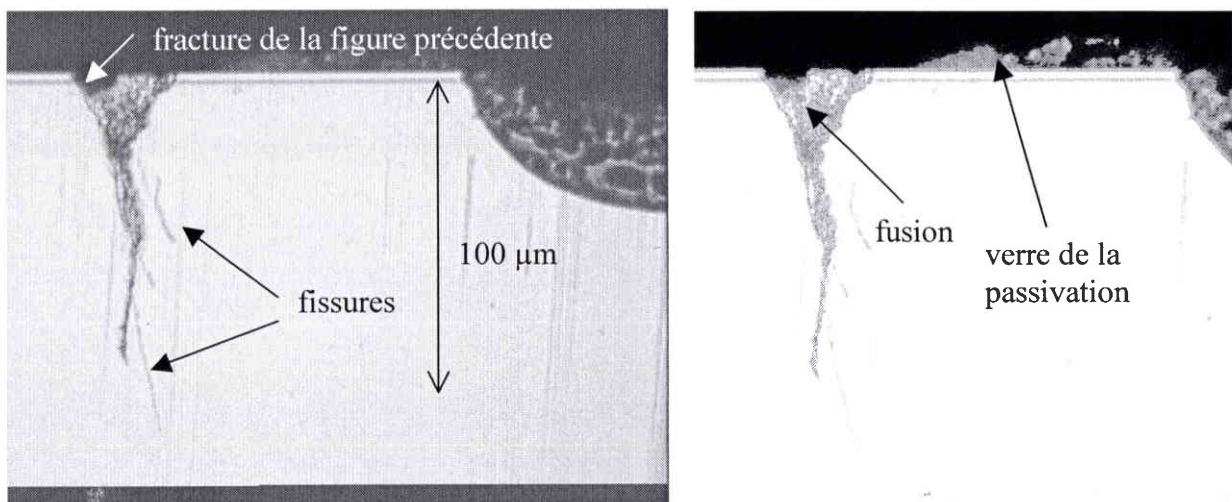 fracture de la figure précédente
100 µm
fissures
fusion
verre de la
passivation